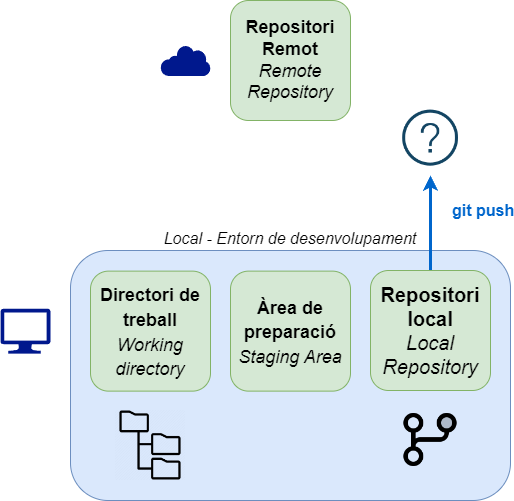 Repositori
Remot
Remote
Repository
?
git push
Local - Entorn de desenvolupament
Directori de
treball
Working
directory
Àrea de
preparació
Staging Area
Repositori
local
Local
Repository